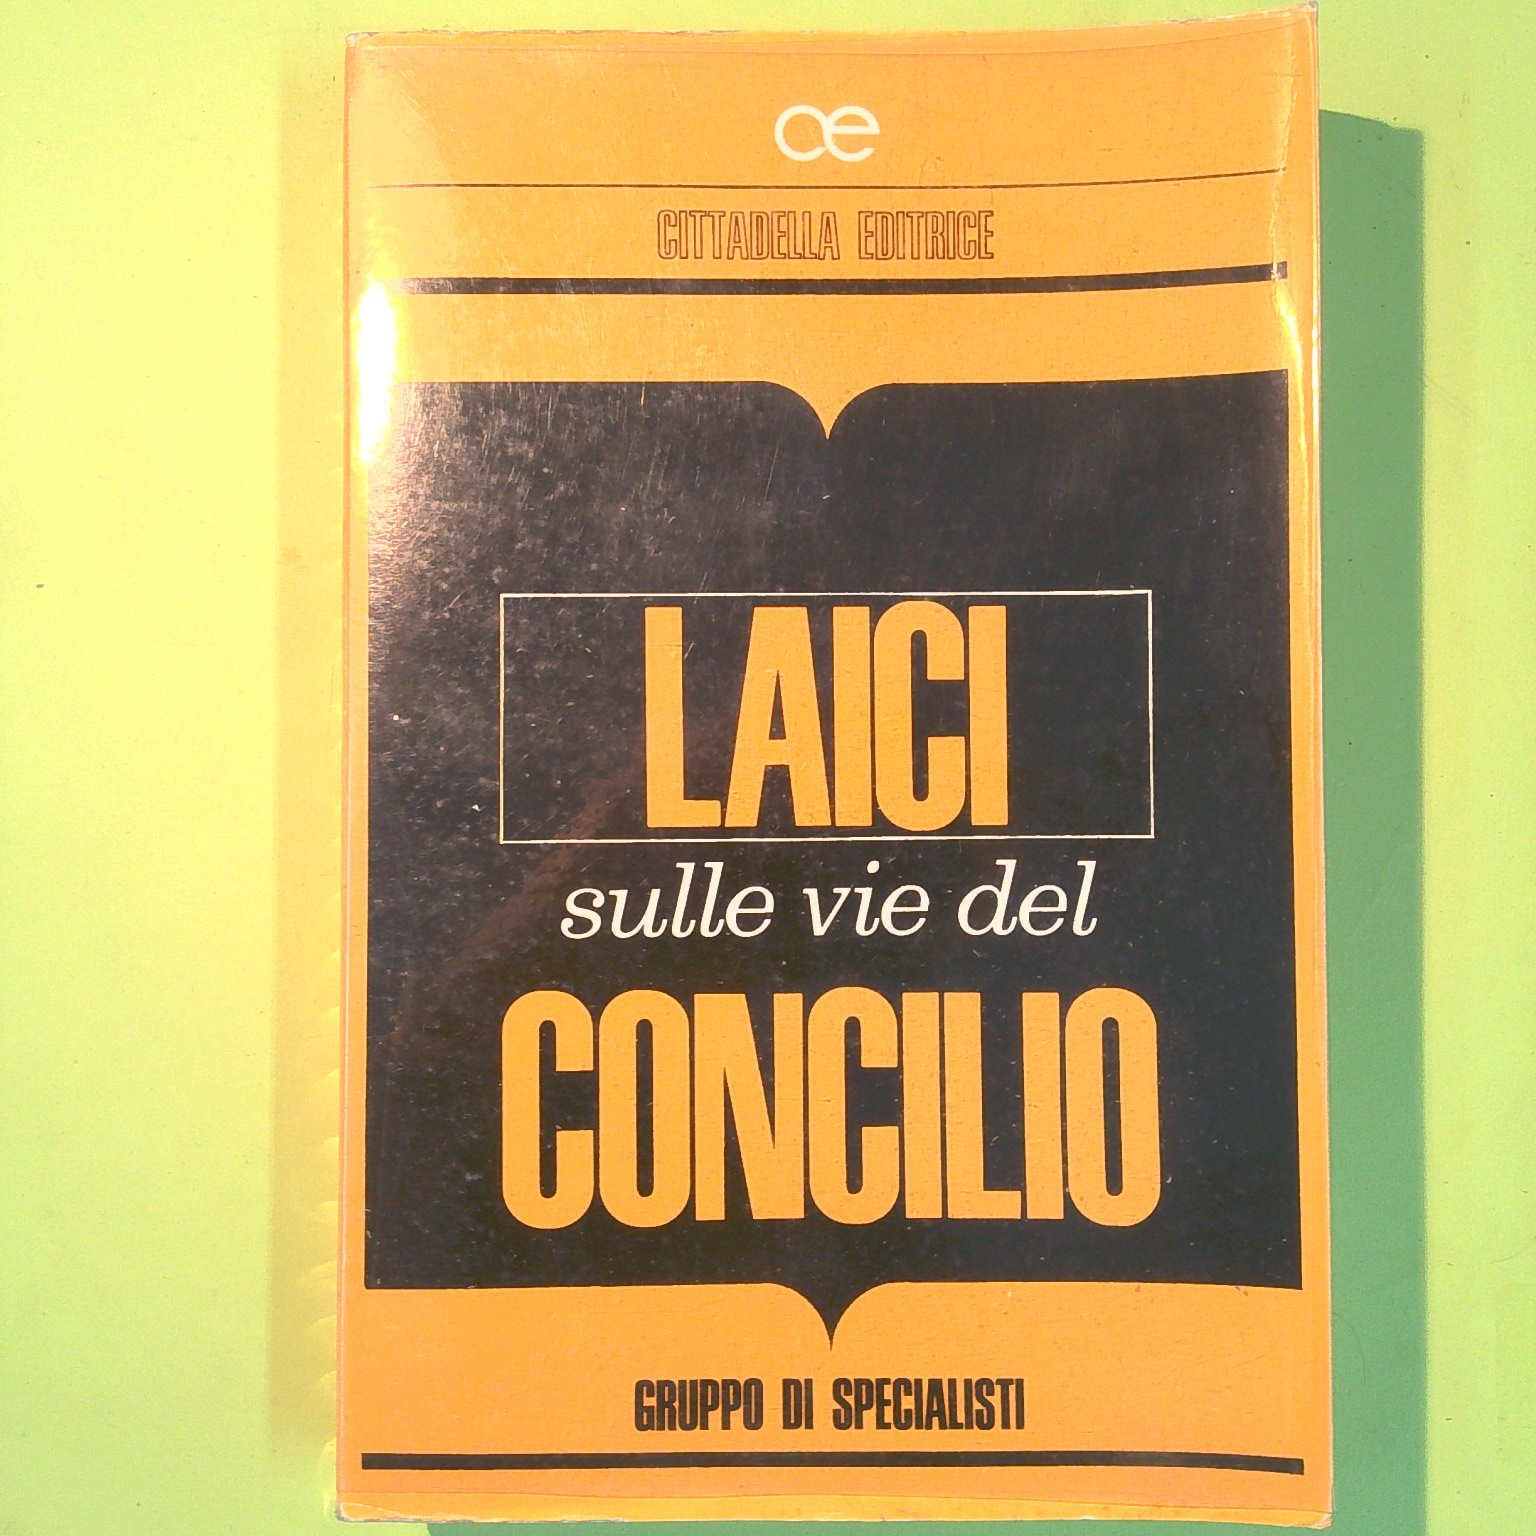 ce
CITTADELLA EDITRICE
LAICI
sulle vie del
CONCILIO
GRUPPO DI SPECIALISTI